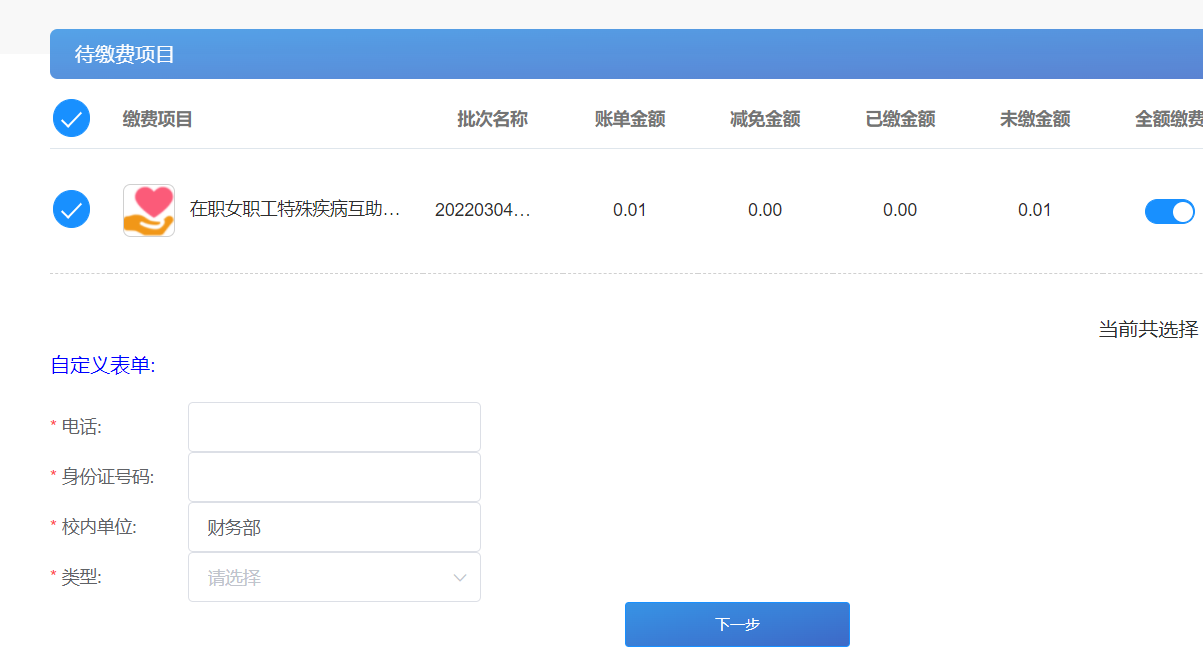 待缴费项目
缴费项目 批次名称 账单金额 减免金额 已缴金额 未缴金额 全额缴费
在职女职工特殊疾病互助... 20220304... 0.01 0.00 0.00 0.01
当前共选择
自定义表单:
* 电话:
* 身份证号码:
* 校内单位: 财务部
* 类型: 请选择
下一步